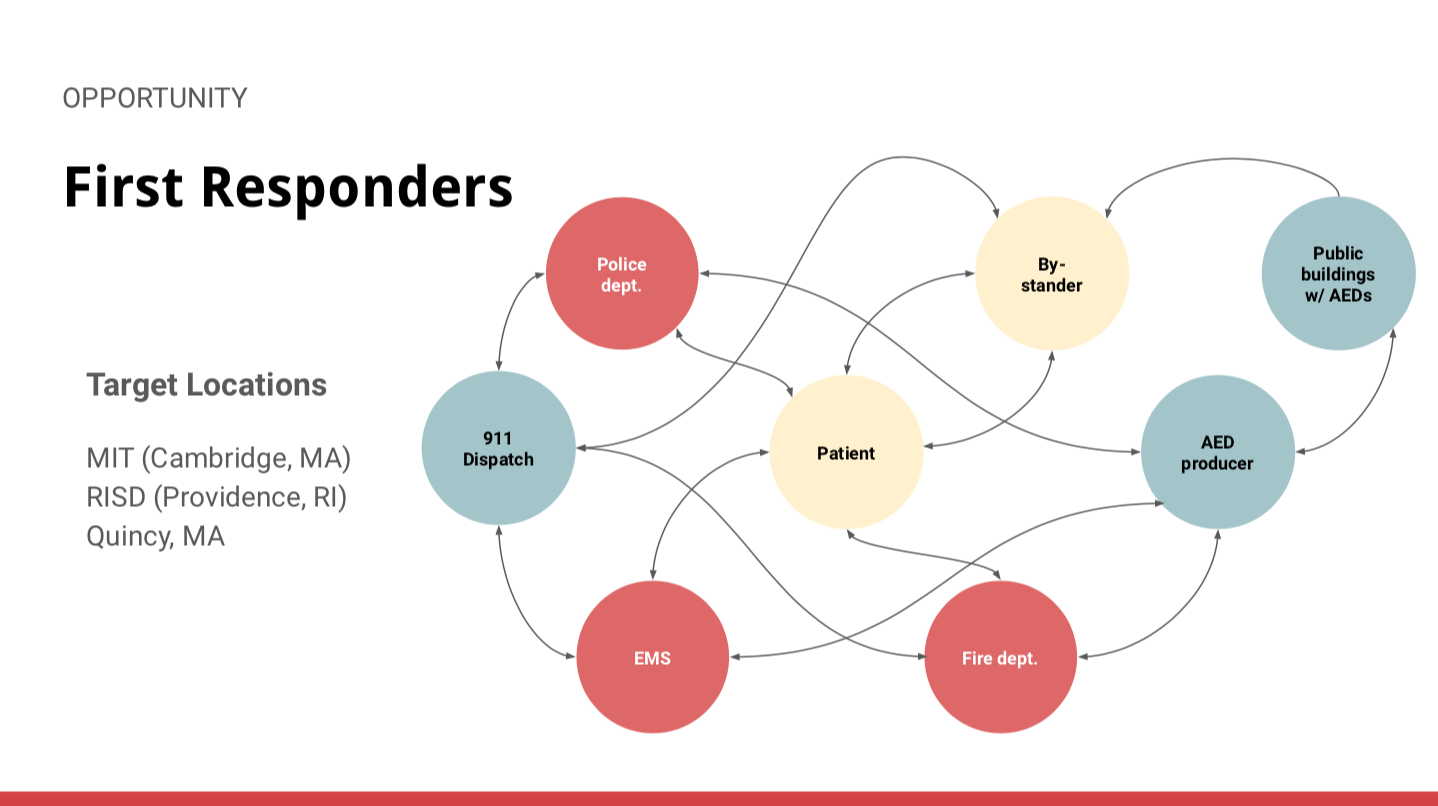 OPPORTUNITY
First Responders
Target Locations
MIT (Cambridge, MA)
RISD (Providence, RI)
Quincy, MA
Police
dept.
By-
stander
Public
buildings
w/ AEDs
911
Dispatch
Patient
AED
producer
EMS
Fire dept.